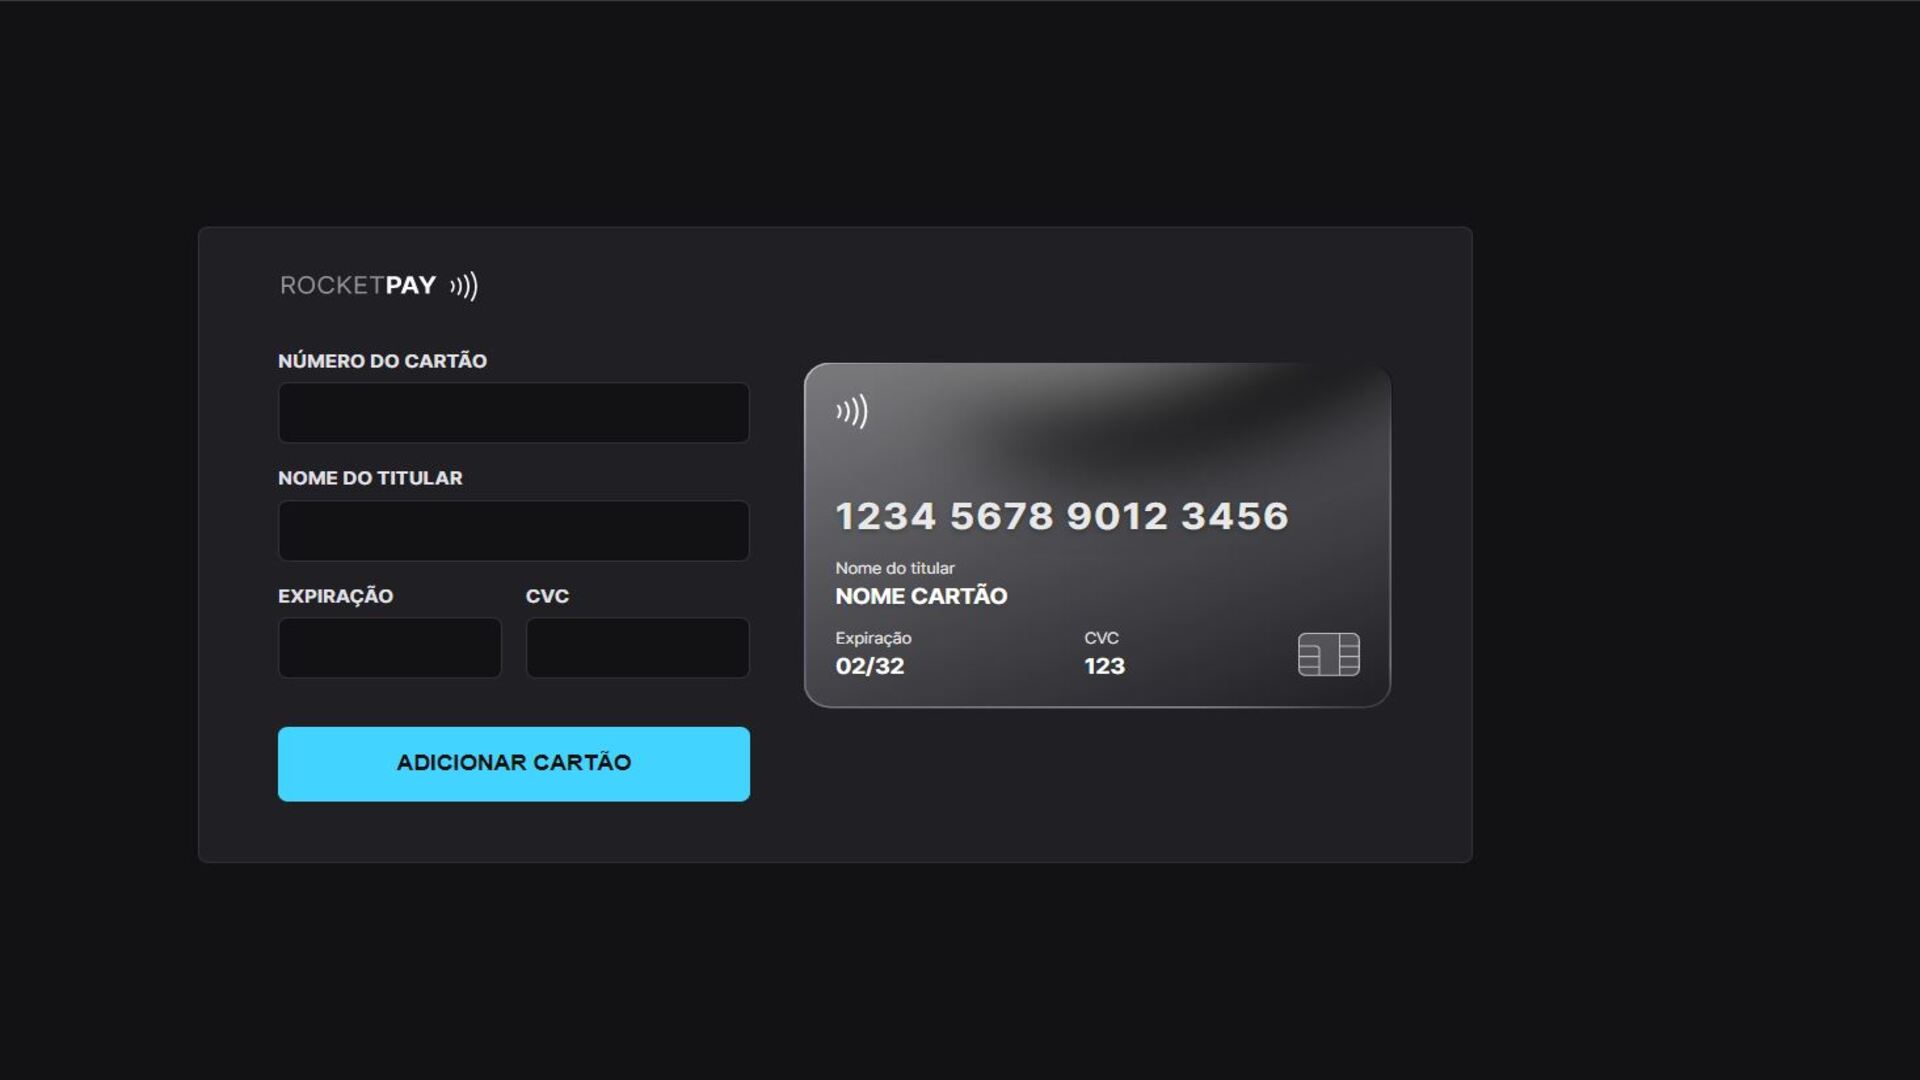 ROCKETPAY
NÚMERO DO CARTÃO
NOME DO TITULAR
EXPIRAÇÃO CVC
ADICIONAR CARTÃO
1234 5678 9012 3456
Nome do titular
NOME CARTÃO
Expiração CVC
02/32 123